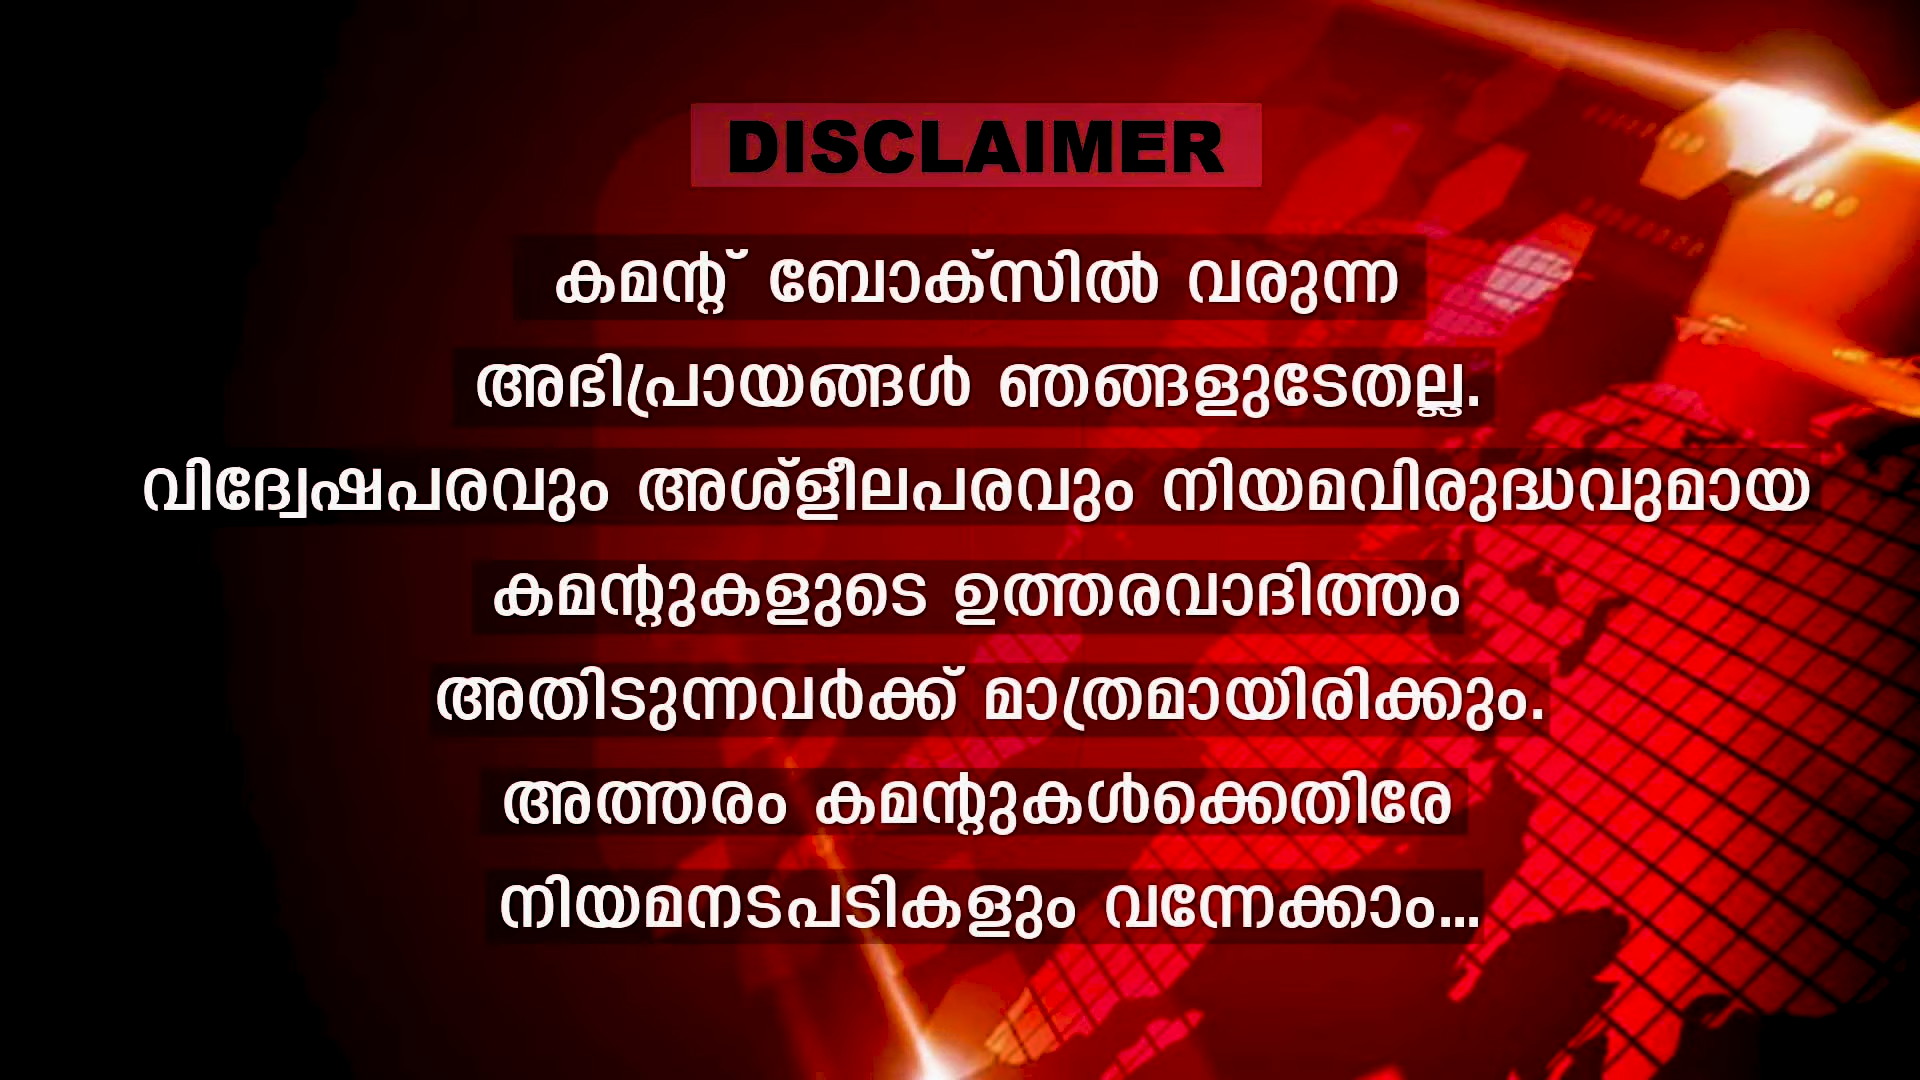 DISCLAIMER
കമന്റ് ബോക്സിൽ വരുന്ന
അഭിപ്രായങ്ങൾ ഞങ്ങളുടേതല്ല.
വിദ്വേഷപരവും അശ്ളീലപരവും നിയമവിരുദ്ധവുമായ
കമന്റുകളുടെ ഉത്തരവാദിത്തം
അതിടുന്നവർക്ക് മാത്രമായിരിക്കും.
അത്തരം കമന്റുകൾക്കെതിരേ
നിയമനടപടികളും വന്നേക്കാം...